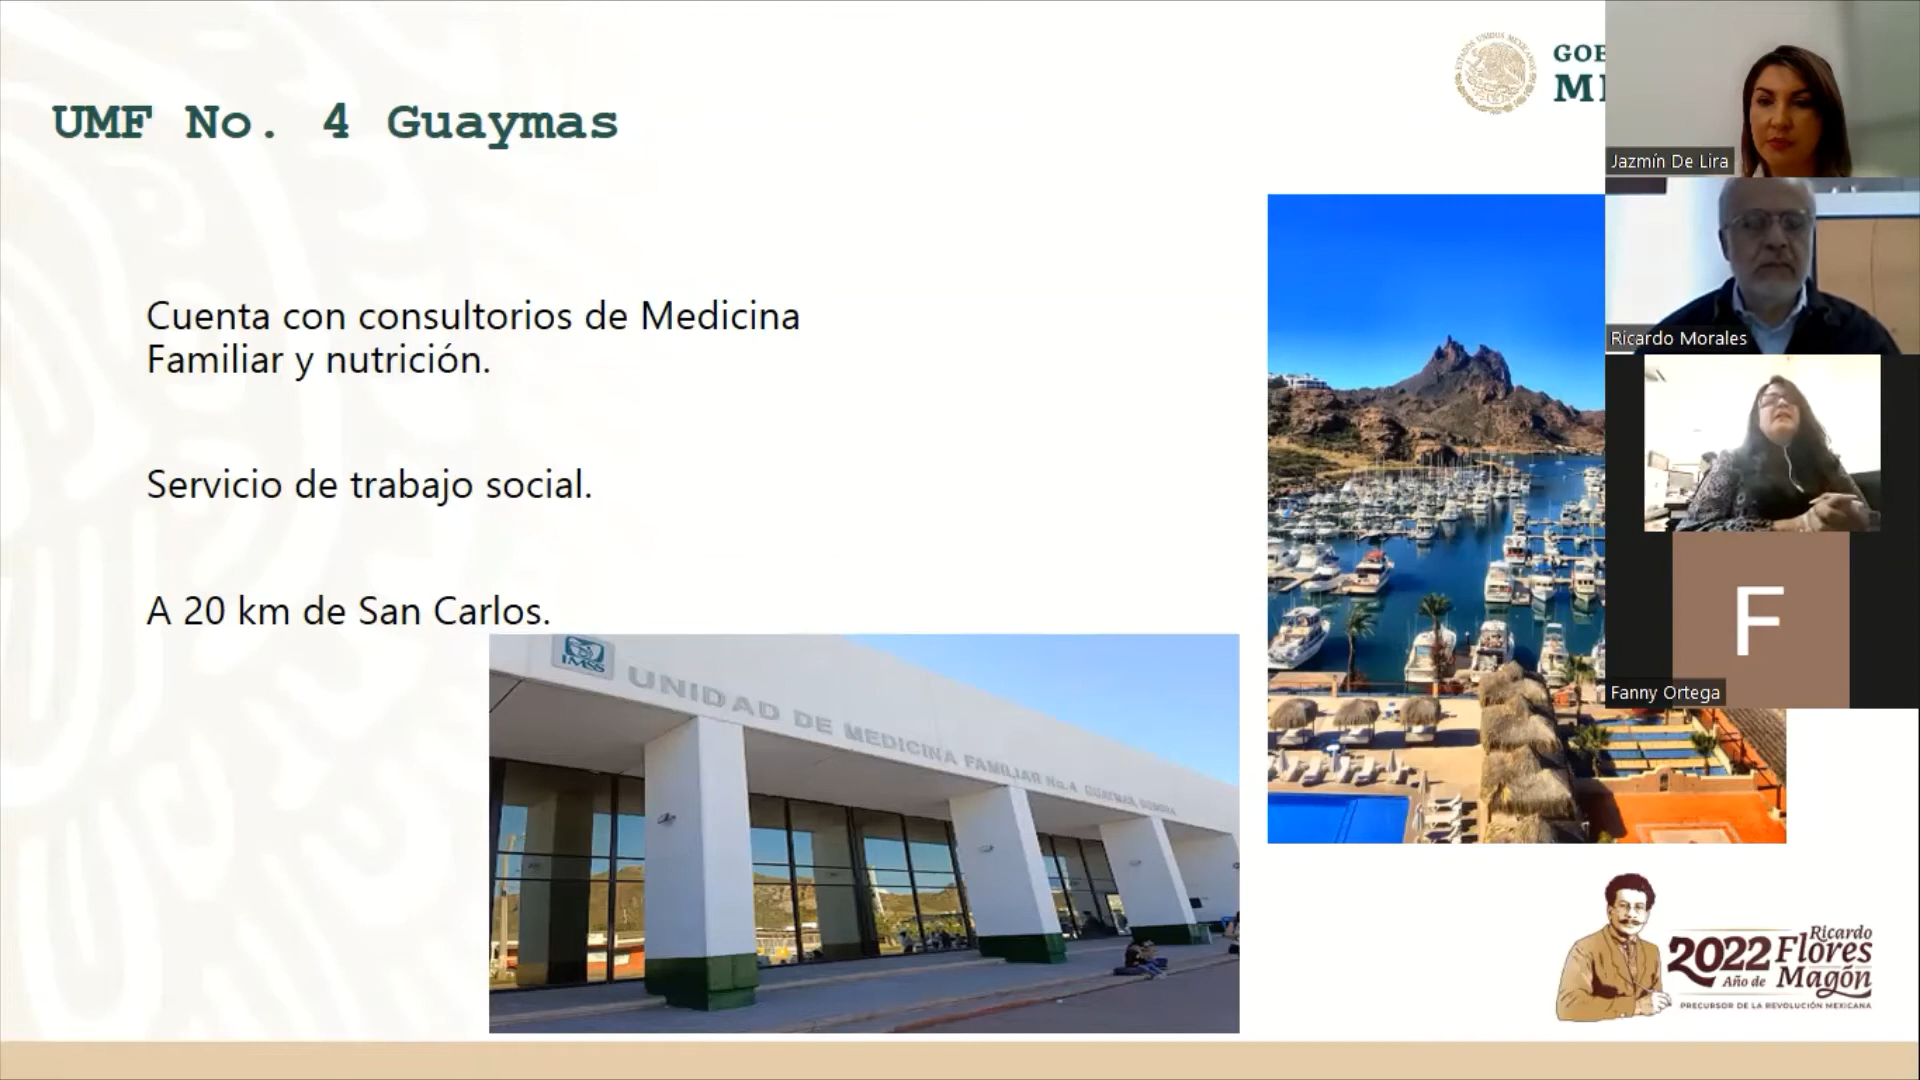 UMF No. 4 Guaymas
GOB
ME
Cuenta con consultorios de Medicina
Familiar y nutrición.
Servicio de trabajo social.
A 20 km de San Carlos.
IMSS
UNIDAD DE MEDICINA FAMILIAR No.4 GUAYMAS, SONORA
Jazmín De Lira
Ricardo Morales
F
Fanny Ortega
2022 Ricardo
Flores
Año de Magón
PRECURSOR DE LA REVOLUCIÓN MEXICANA